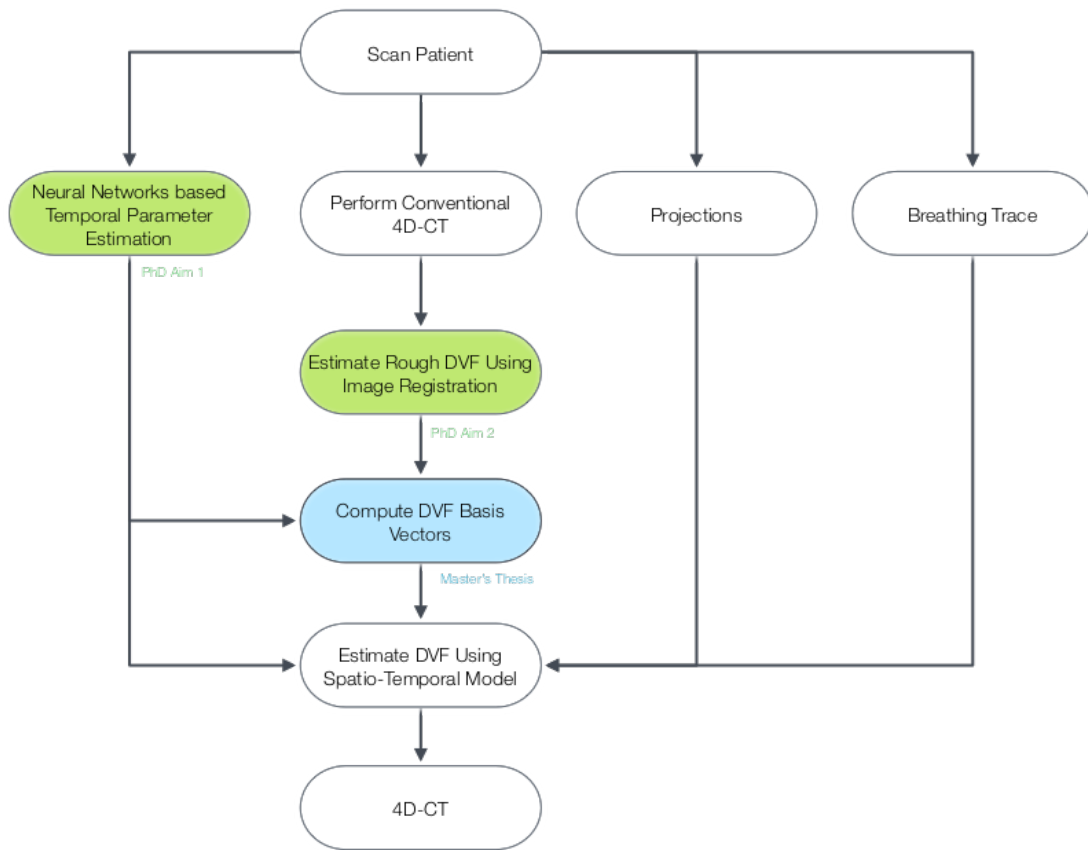 Scan Patient
Neural Networks based
Temporal Parameter
Estimation
PhD Aim 1
Perform Conventional
4D-CT
Projections
Breathing Trace
Estimate Rough DVF Using
Image Registration
PhD Aim 2
Compute DVF Basis
Vectors
Master's Thesis
Estimate DVF Using
Spatio-Temporal Model
4D-CT